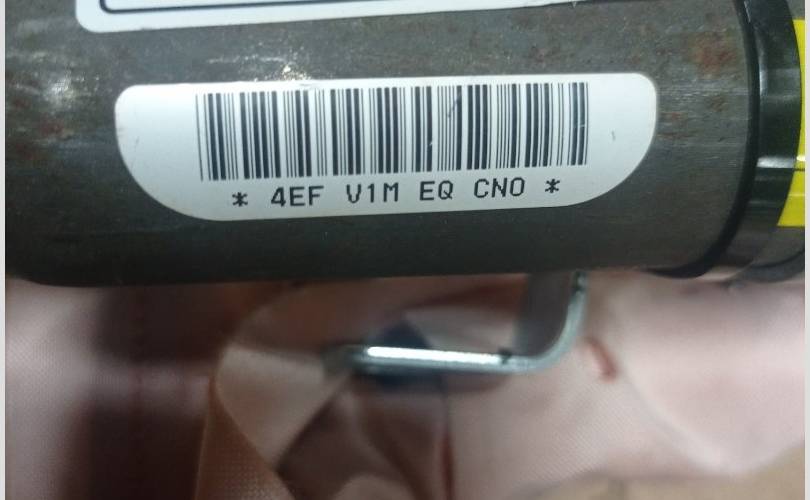 * 4EF V1M EQ CNO *